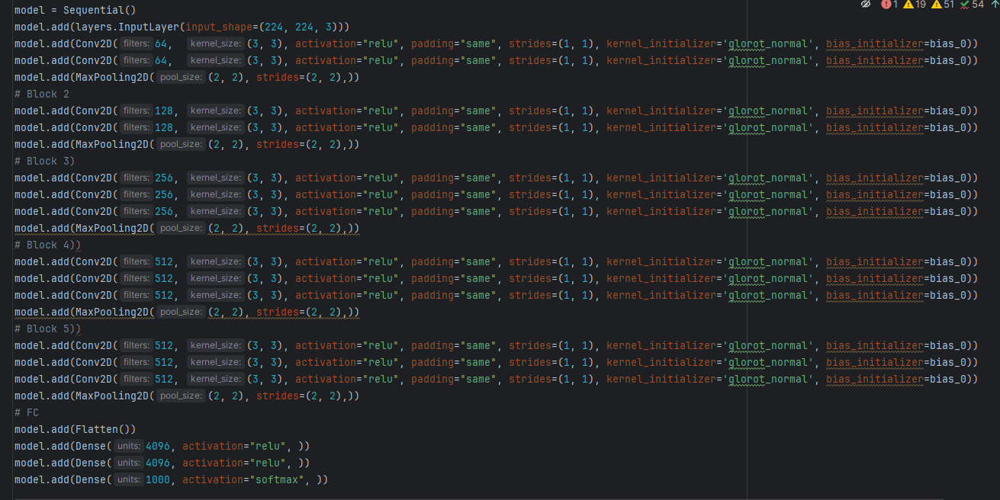 1 19 51 54
model = Sequential()
model.add(layers.InputLayer(input_shape=(224, 224, 3)))
model.add(Conv2D( filters: 64, kernel_size: (3, 3), activation="relu", padding="same", strides=(1, 1), kernel_initializer='glorot_normal', bias_initializer=bias_0))
model.add(Conv2D( filters: 64, kernel_size: (3, 3), activation="relu", padding="same", strides=(1, 1), kernel_initializer='glorot_normal', bias_initializer=bias_0))
model.add(MaxPooling2D( pool_size: (2, 2), strides=(2, 2),))
# Block 2
model.add(Conv2D( filters: 128, kernel_size: (3, 3), activation="relu", padding="same", strides=(1, 1), kernel_initializer='glorot_normal', bias_initializer=bias_0))
model.add(Conv2D( filters: 128, kernel_size: (3, 3), activation="relu", padding="same", strides=(1, 1), kernel_initializer='glorot_normal', bias_initializer=bias_0))
model.add(MaxPooling2D( pool_size: (2, 2), strides=(2, 2),))
# Block 3)
model.add(Conv2D( filters: 256, kernel_size: (3, 3), activation="relu", padding="same", strides=(1, 1), kernel_initializer='glorot_normal', bias_initializer=bias_0))
model.add(Conv2D( filters: 256, kernel_size: (3, 3), activation="relu", padding="same", strides=(1, 1), kernel_initializer='glorot_normal', bias_initializer=bias_0))
model.add(Conv2D( filters: 256, kernel_size: (3, 3), activation="relu", padding="same", strides=(1, 1), kernel_initializer='glorot_normal', bias_initializer=bias_0))
model.add(MaxPooling2D( pool_size: (2, 2), strides=(2, 2),))
# Block 4))
model.add(Conv2D( filters: 512, kernel_size: (3, 3), activation="relu", padding="same", strides=(1, 1), kernel_initializer='glorot_normal', bias_initializer=bias_0))
model.add(Conv2D( filters: 512, kernel_size: (3, 3), activation="relu", padding="same", strides=(1, 1), kernel_initializer='glorot_normal', bias_initializer=bias_0))
model.add(Conv2D( filters: 512, kernel_size: (3, 3), activation="relu", padding="same", strides=(1, 1), kernel_initializer='glorot_normal', bias_initializer=bias_0))
model.add(MaxPooling2D( pool_size: (2, 2), strides=(2, 2),))
# Block 5))
model.add(Conv2D( filters: 512, kernel_size: (3, 3), activation="relu", padding="same", strides=(1, 1), kernel_initializer='glorot_normal', bias_initializer=bias_0))
model.add(Conv2D( filters: 512, kernel_size: (3, 3), activation="relu", padding="same", strides=(1, 1), kernel_initializer='glorot_normal', bias_initializer=bias_0))
model.add(Conv2D( filters: 512, kernel_size: (3, 3), activation="relu", padding="same", strides=(1, 1), kernel_initializer='glorot_normal', bias_initializer=bias_0))
model.add(MaxPooling2D( pool_size: (2, 2), strides=(2, 2),))
# FC
model.add(Flatten())
model.add(Dense( units: 4096, activation="relu", ))
model.add(Dense( units: 4096, activation="relu", ))
model.add(Dense( units: 1000, activation="softmax", ))